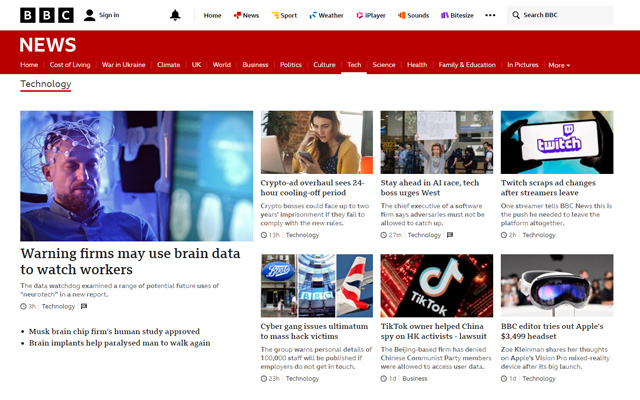 BBC
Sign in
Home
News
Sport
Weather
iPlayer
Sounds
Bitesize
Search BBC
NEWS
Home
Cost of Living
War in Ukraine
Climate
UK
World
Business
Politics
Culture
Tech
Science
Health
Family & Education
In Pictures
More
Technology
Warning firms may use brain data
to watch workers
The data watchdog examined a range of potential future uses of
"neurotech" in a new report.
3h
Technology
Musk brain chip firm's human study approved
Brain implants help paralysed man to walk again
Crypto-ad overhaul sees 24-
hour cooling-off period
Crypto bosses could face up to two
years' imprisonment if they fail to
comply with the new rules.
13h
Technology
Stay ahead in AI race, tech
boss urges West
The chief executive of a software
firm says adversaries must not be
allowed to catch up.
27m
Technology
twitch
Twitch scraps ad changes
after streamers leave
One streamer tells BBC News this is
the push he needed to leave the
platform altogether.
2h
Technology
Boots
BBC
Cyber gang issues ultimatum
to mass hack victims
The group warns personal details of
100,000 staff will be published if
employers do not get in touch.
23h
Technology
TikTok
TikTok owner helped China
spy on HK activists - lawsuit
The Beijing-based firm has denied
Chinese Communist Party members
were allowed to access user data.
1d
Business
BBC editor tries out Apple's
$3,499 headset
Zoe Kleinman shares her thoughts
on Apple's Vision Pro mixed-reality
device after its big launch.
1d
Technology